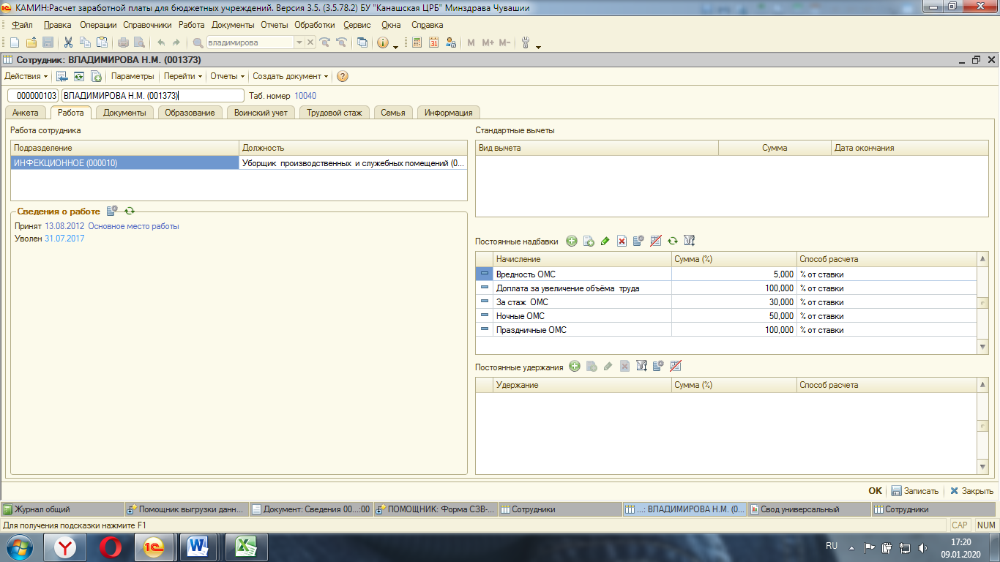 КАМИН:Расчет заработной платы для бюджетных учреждений. Версия 3.5. (3.5.78.2) БУ "Канашская ЦРБ" Минздрава Чувашии
Файл Правка Операции Справочники Работа Документы Отчеты Обработки Сервис Окна Справка
владимирова M M+ M-
Сотрудник: ВЛАДИМИРОВА Н.М. (001373)
Действия Параметры Перейти Отчеты Создать документ
000000103 ВЛАДИМИРОВА Н.М. (001373) Таб. номер 10040
Анкета Работа Документы Образование Воинский учет Трудовой стаж Семья Информация
Работа сотрудника
Подразделение Должность
ИНФЕКЦИОННОЕ (000010) Уборщик производственных и служебных помещений (0...
Сведения о работе
Принят 13.08.2012 Основное место работы
Уволен 31.07.2017
Стандартные вычеты
Вид вычета Сумма Дата окончания
Постоянные надбавки
Начисление Сумма (%) Способ расчета
Вредность ОМС 5,000 % от ставки
Доплата за увеличение объёма труда 100,000 % от ставки
За стаж ОМС 30,000 % от ставки
Ночные ОМС 50,000 % от ставки
Праздничные ОМС 100,000 % от ставки
Постоянные удержания
Удержание Сумма (%) Способ расчета
OK Записать Закрыть
Журнал общий Помощник выгрузки данн... Документ: Сведения 00...:00 ПОМОЩНИК: Форма СЗВ-... Сотрудники ...: ВЛАДИМИРОВА Н.М. (0... Свод универсальный Сотрудники
Для получения подсказки нажмите F1 CAP NUM
RU 17:20
09.01.2020